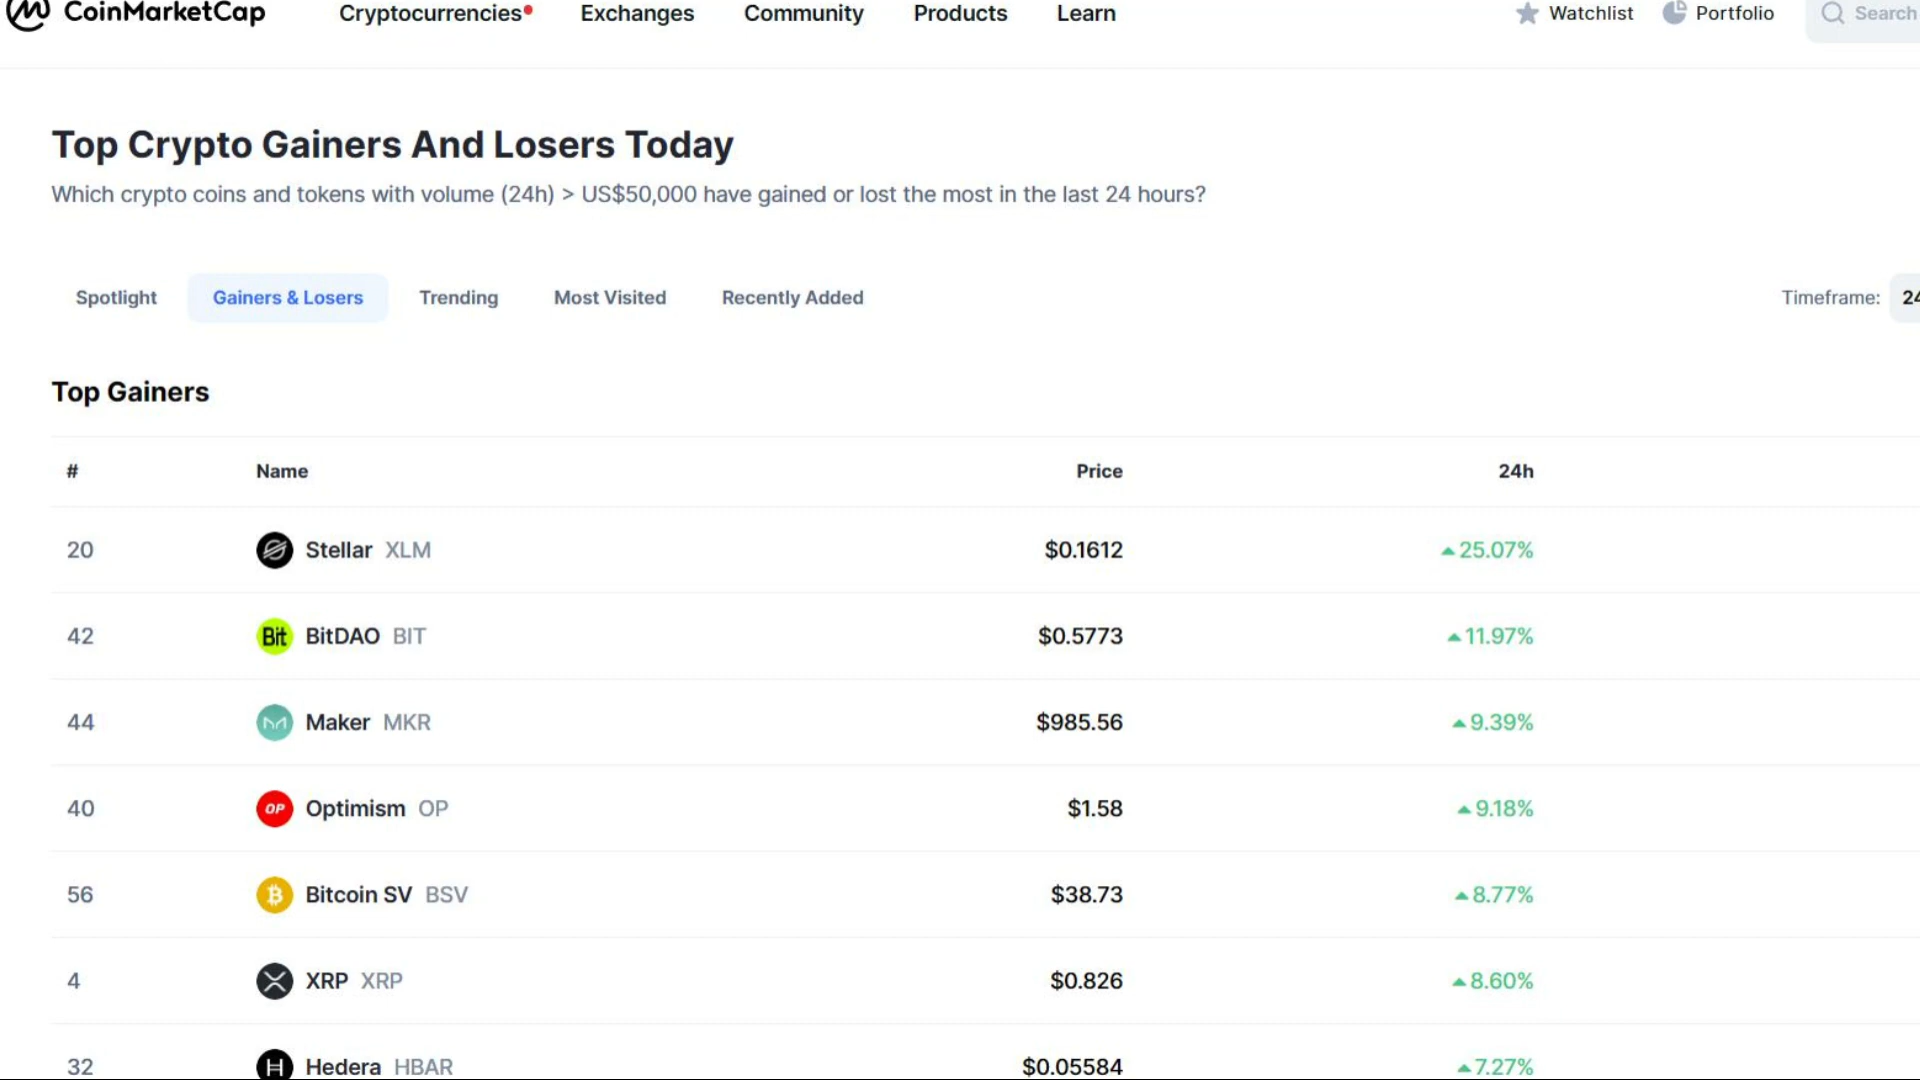 CoinMarketCap Cryptocurrencies Exchanges Community Products Learn Watchlist Portfolio Search
Top Crypto Gainers And Losers Today
Which crypto coins and tokens with volume (24h) > US$50,000 have gained or lost the most in the last 24 hours?
Spotlight Gainers & Losers Trending Most Visited Recently Added Timeframe: 24
Top Gainers
# Name Price 24h
20 Stellar XLM $0.1612 25.07%
42 Bit BitDAO BIT $0.5773 11.97%
44 Maker MKR $985.56 9.39%
40 OP Optimism OP $1.58 9.18%
56 Bitcoin SV BSV $38.73 8.77%
4 XRP XRP $0.826 8.60%
32 H Hedera HBAR $0.05584 7.27%